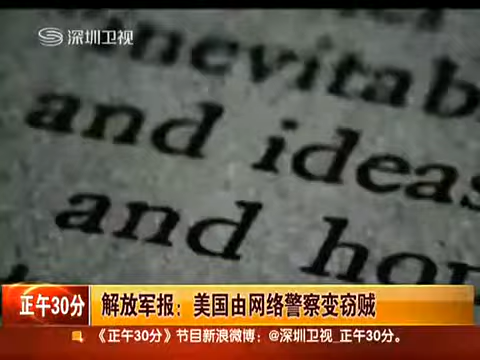 深圳卫视
inevitab
and ideas
and hon
正午30分
解放军报：美国由网络警察变窃贼
《正午30分》节目新浪微博：@深圳卫视_正午30分。